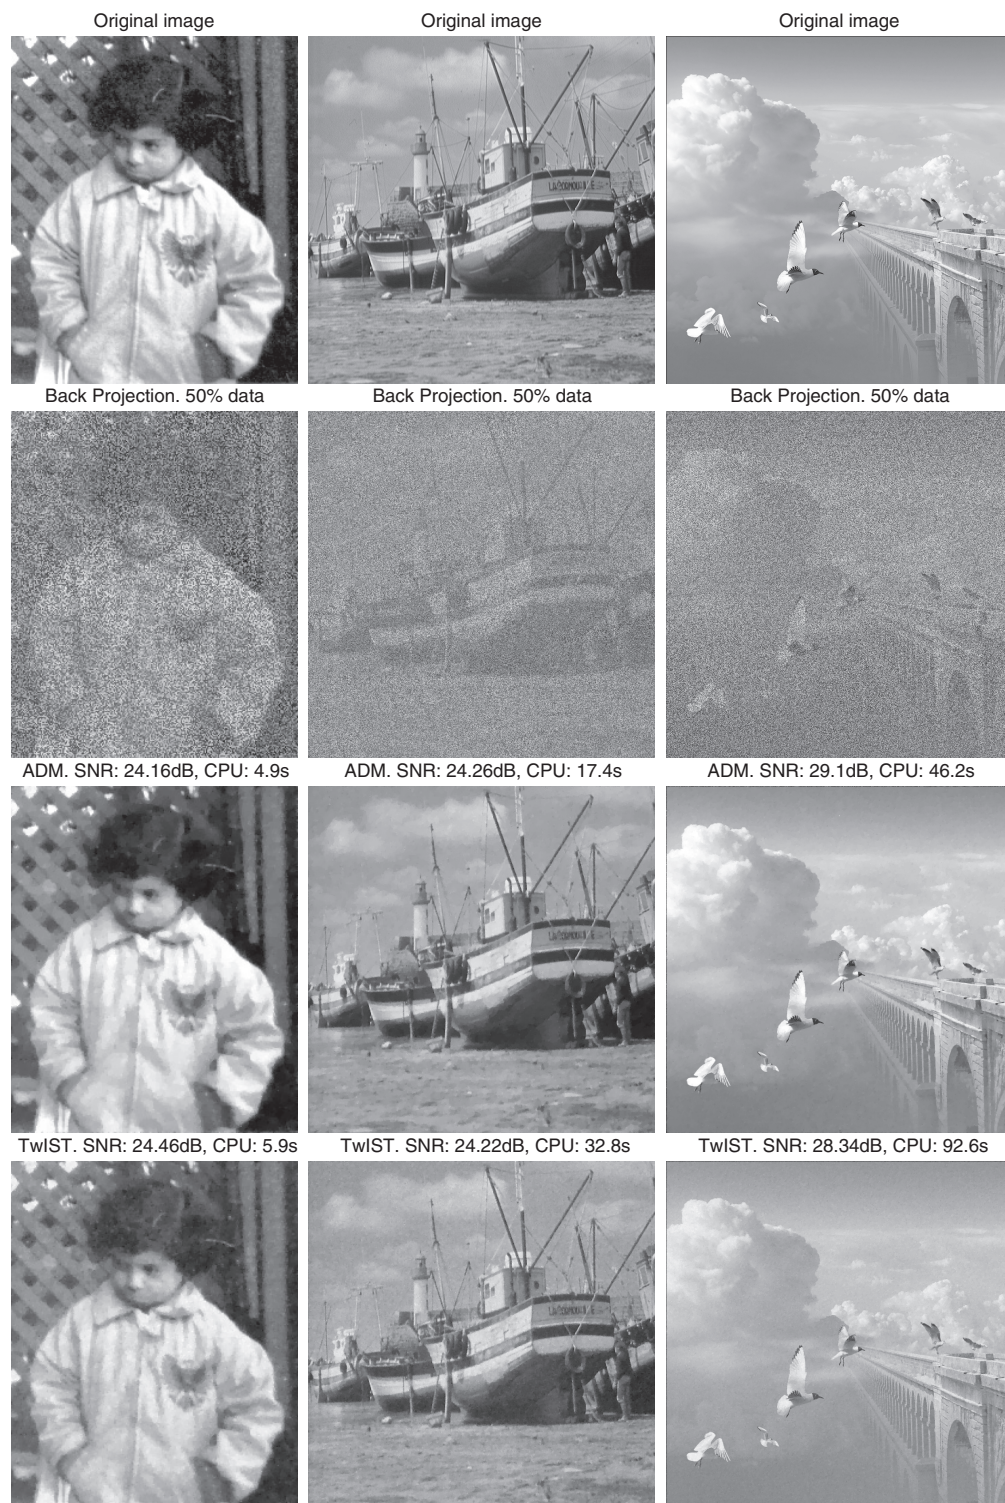 Original image
Original image
Original image
Back Projection. 50% data
Back Projection. 50% data
Back Projection. 50% data
ADM. SNR: 24.16dB, CPU: 4.9s
ADM. SNR: 24.26dB, CPU: 17.4s
ADM. SNR: 29.1dB, CPU: 46.2s
TwIST. SNR: 24.46dB, CPU: 5.9s
TwIST. SNR: 24.22dB, CPU: 32.8s
TwIST. SNR: 28.34dB, CPU: 92.6s